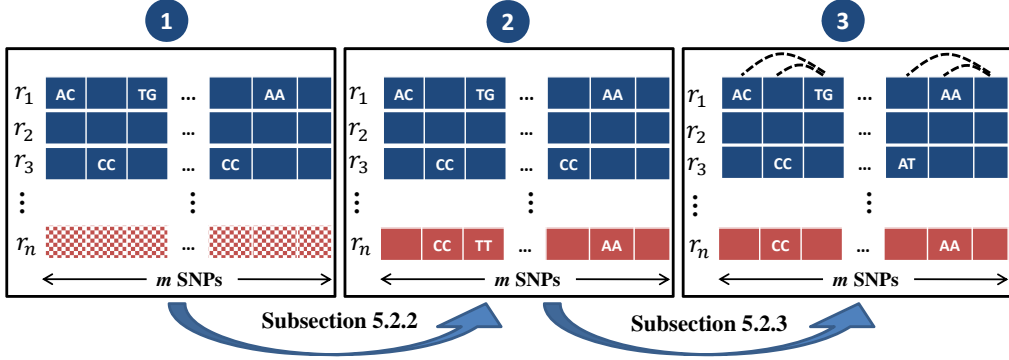 1 2 3
r1 AC TG ... AA
r2 ...
r3 CC ... CC
⋮ ⋮
rn ...
m SNPs
r1 AC TG ... AA
r2 ...
r3 CC ... CC
⋮ ⋮
rn CC TT ... AA
m SNPs
r1 AC TG ... AA
r2 ...
r3 CC ... AT
⋮ ⋮
rn CC ... AA
m SNPs
Subsection 5.2.2
Subsection 5.2.3